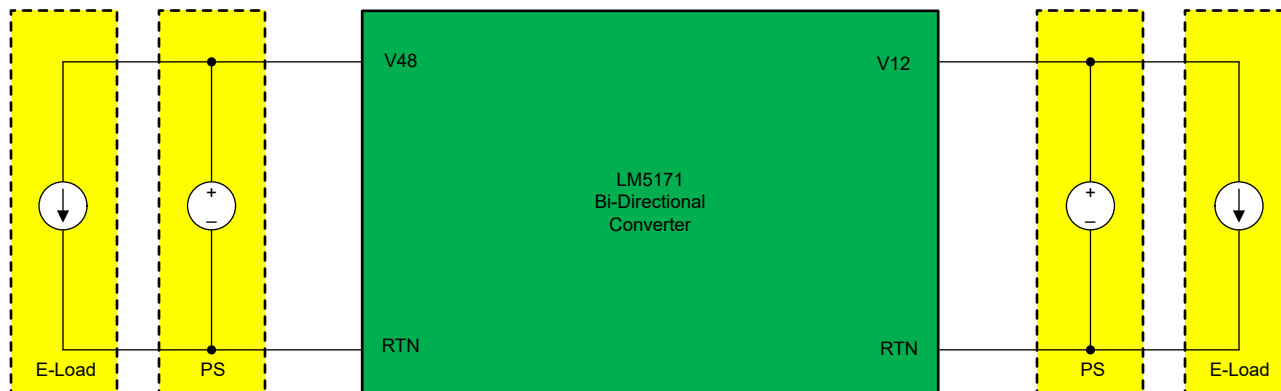 V48
V12
+
–
LM5171
Bi-Directional
Converter
+
–
RTN
RTN
E-Load
PS
PS
E-Load